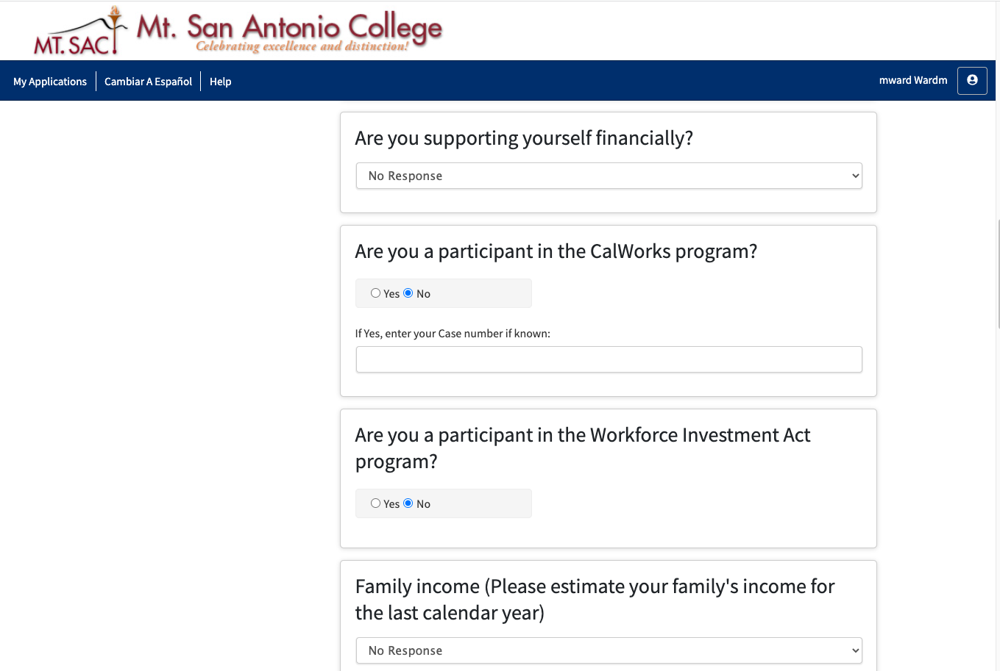 MT. SAC
Mt. San Antonio College
Celebrating excellence and distinction!
My Applications
Cambiar A Español
Help
mward Wardm
Are you supporting yourself financially?
No Response
Are you a participant in the CalWorks program?
Yes No
If Yes, enter your Case number if known:
Are you a participant in the Workforce Investment Act
program?
Yes No
Family income (Please estimate your family's income for
the last calendar year)
No Response